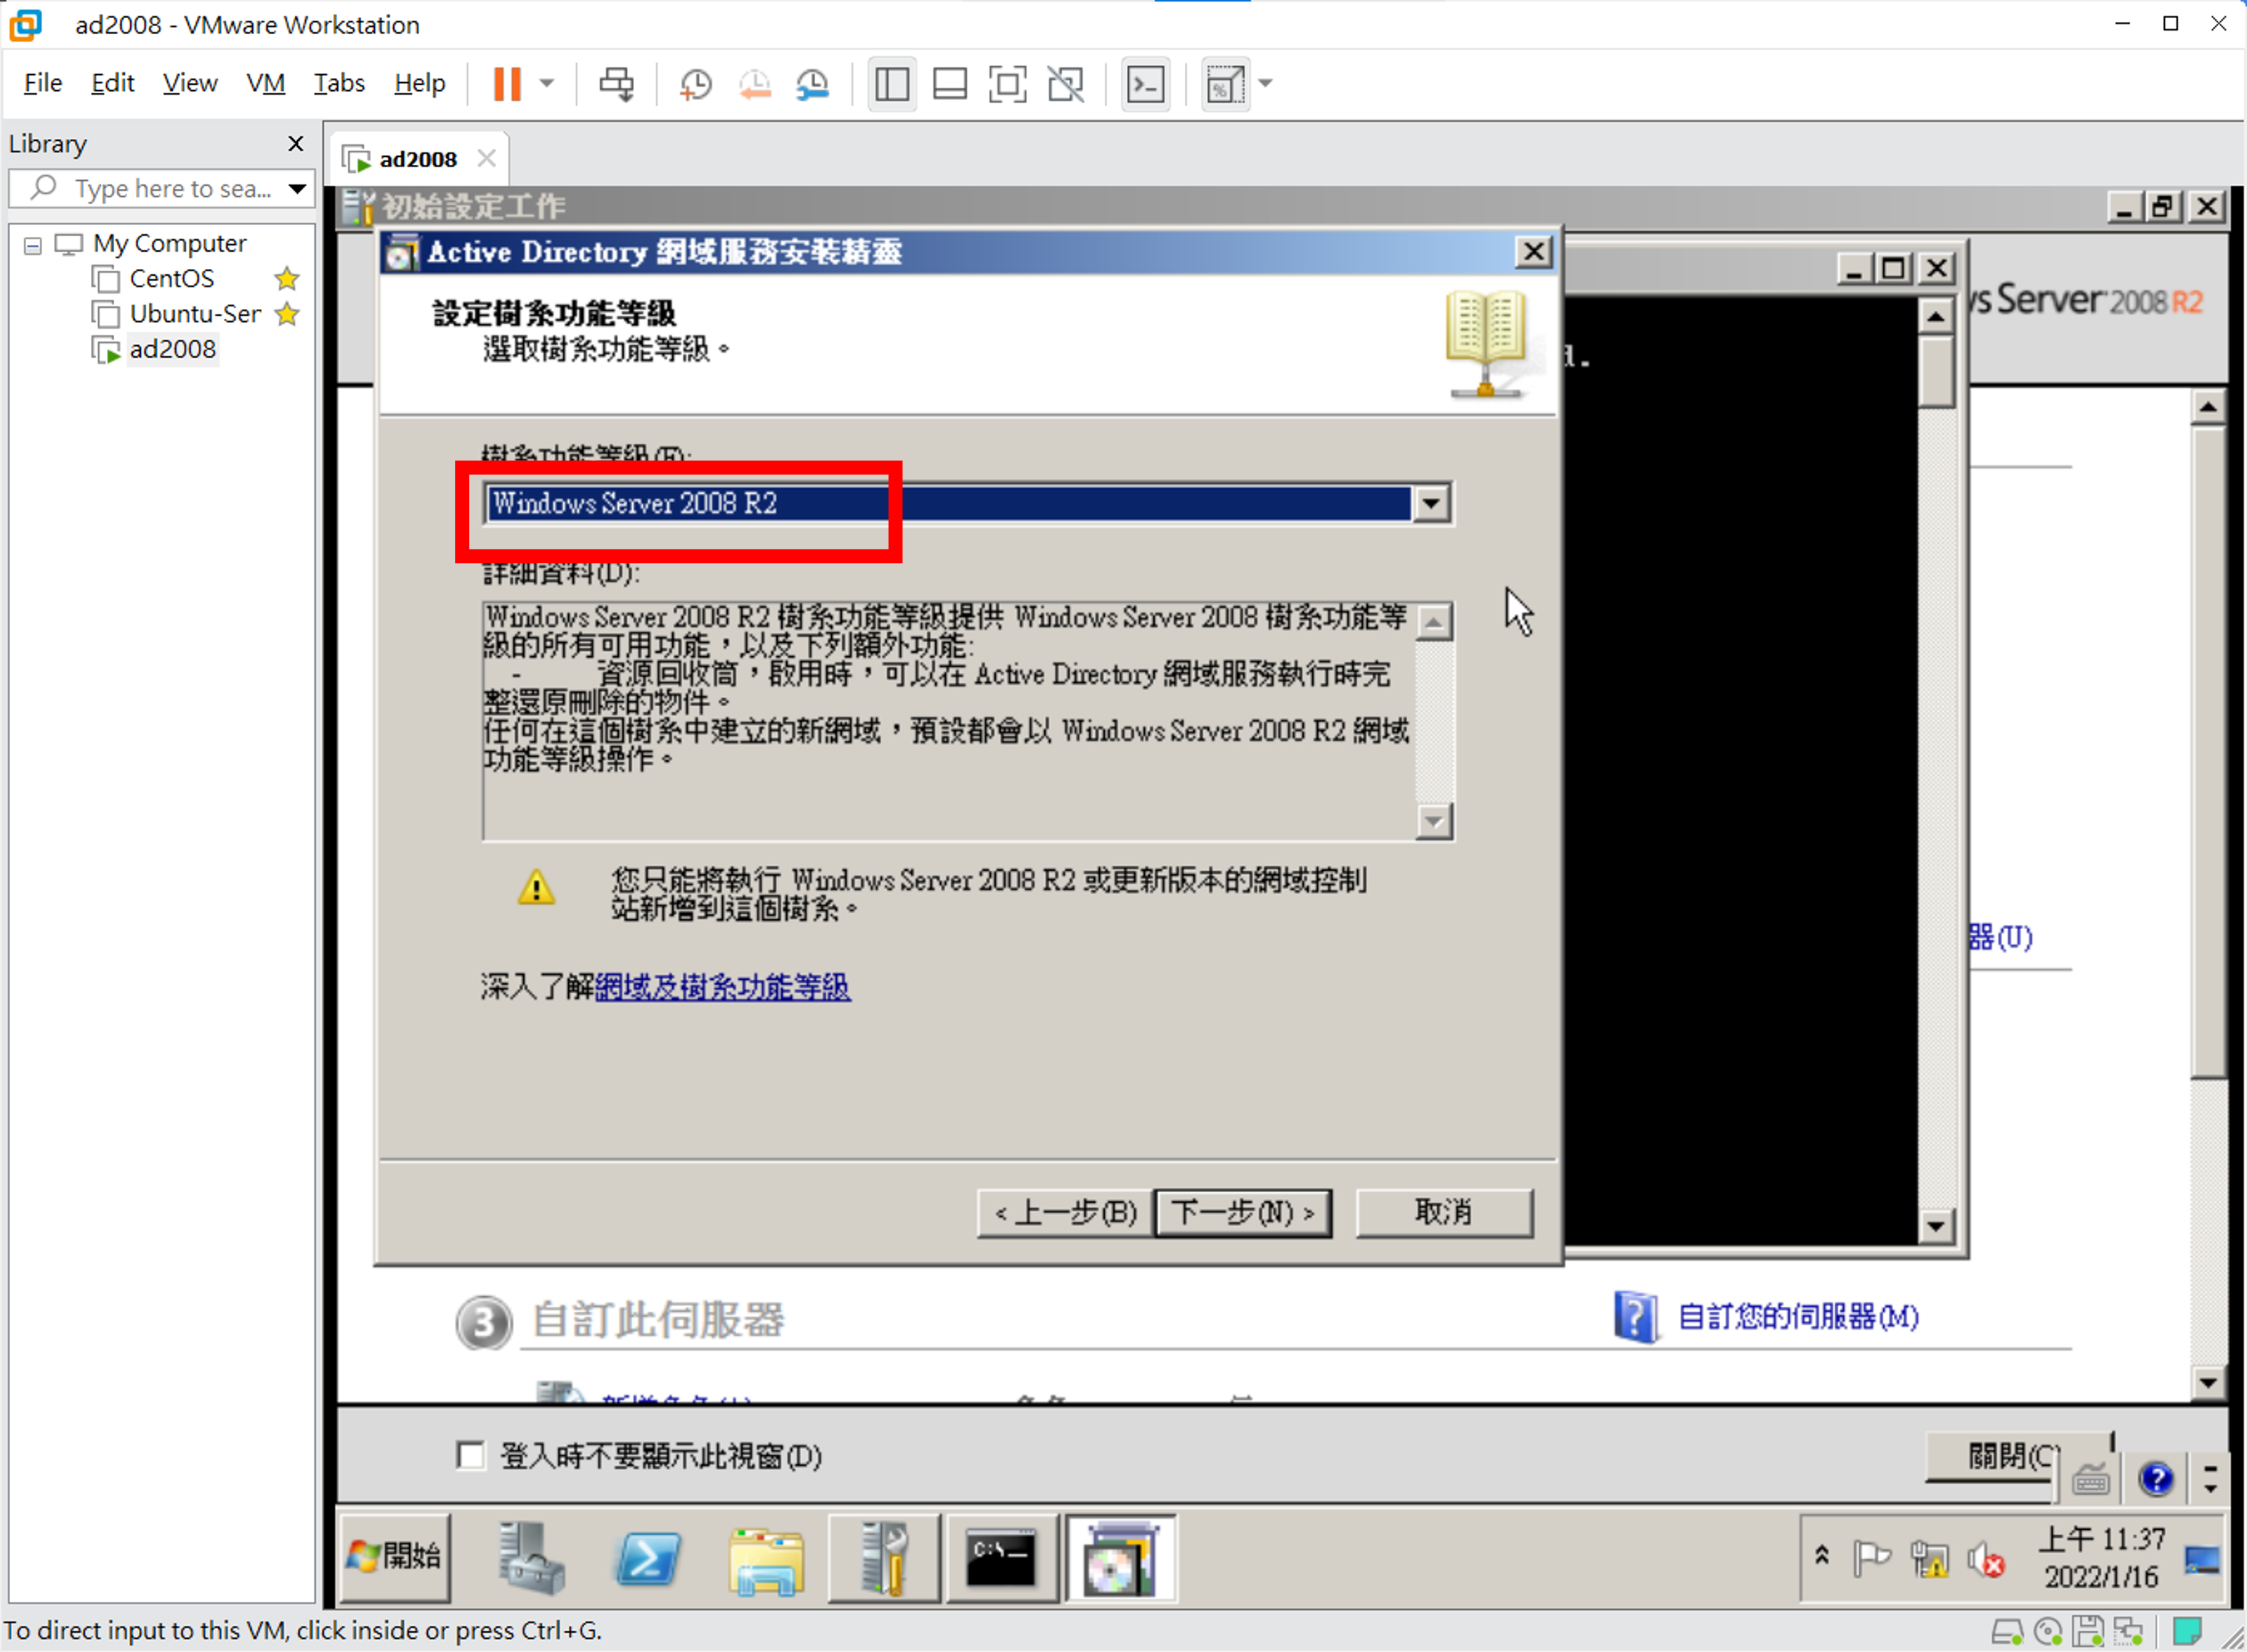 ad2008 - VMware Workstation
File Edit View VM Tabs Help
Library
Type here to sea...
My Computer
CentOS
Ubuntu-Ser
ad2008
ad2008
初始設定工作
Active Directory 網域服務安裝精靈
設定樹系功能等級
選取樹系功能等級。
樹系功能等級(F):
Windows Server 2008 R2
詳細資料(D):
Windows Server 2008 R2 樹系功能等級提供 Windows Server 2008 樹系功能等
級的所有可用功能，以及下列額外功能:
- 資源回收筒，啟用時，可以在 Active Directory 網域服務執行時完
整還原刪除的物件。
任何在這個樹系中建立的新網域，預設都會以 Windows Server 2008 R2 網域
功能等級操作。
您只能將執行 Windows Server 2008 R2 或更新版本的網域控制
站新增到這個樹系。
深入了解網域及樹系功能等級
< 上一步(B)
下一步(N) >
取消
ws Server 2008 R2
d.
器(U)
3 自訂此伺服器
自訂您的伺服器(M)
登入時不要顯示此視窗(D)
關閉(C)
開始
C:\
上午 11:37
2022/1/16
To direct input to this VM, click inside or press Ctrl+G.